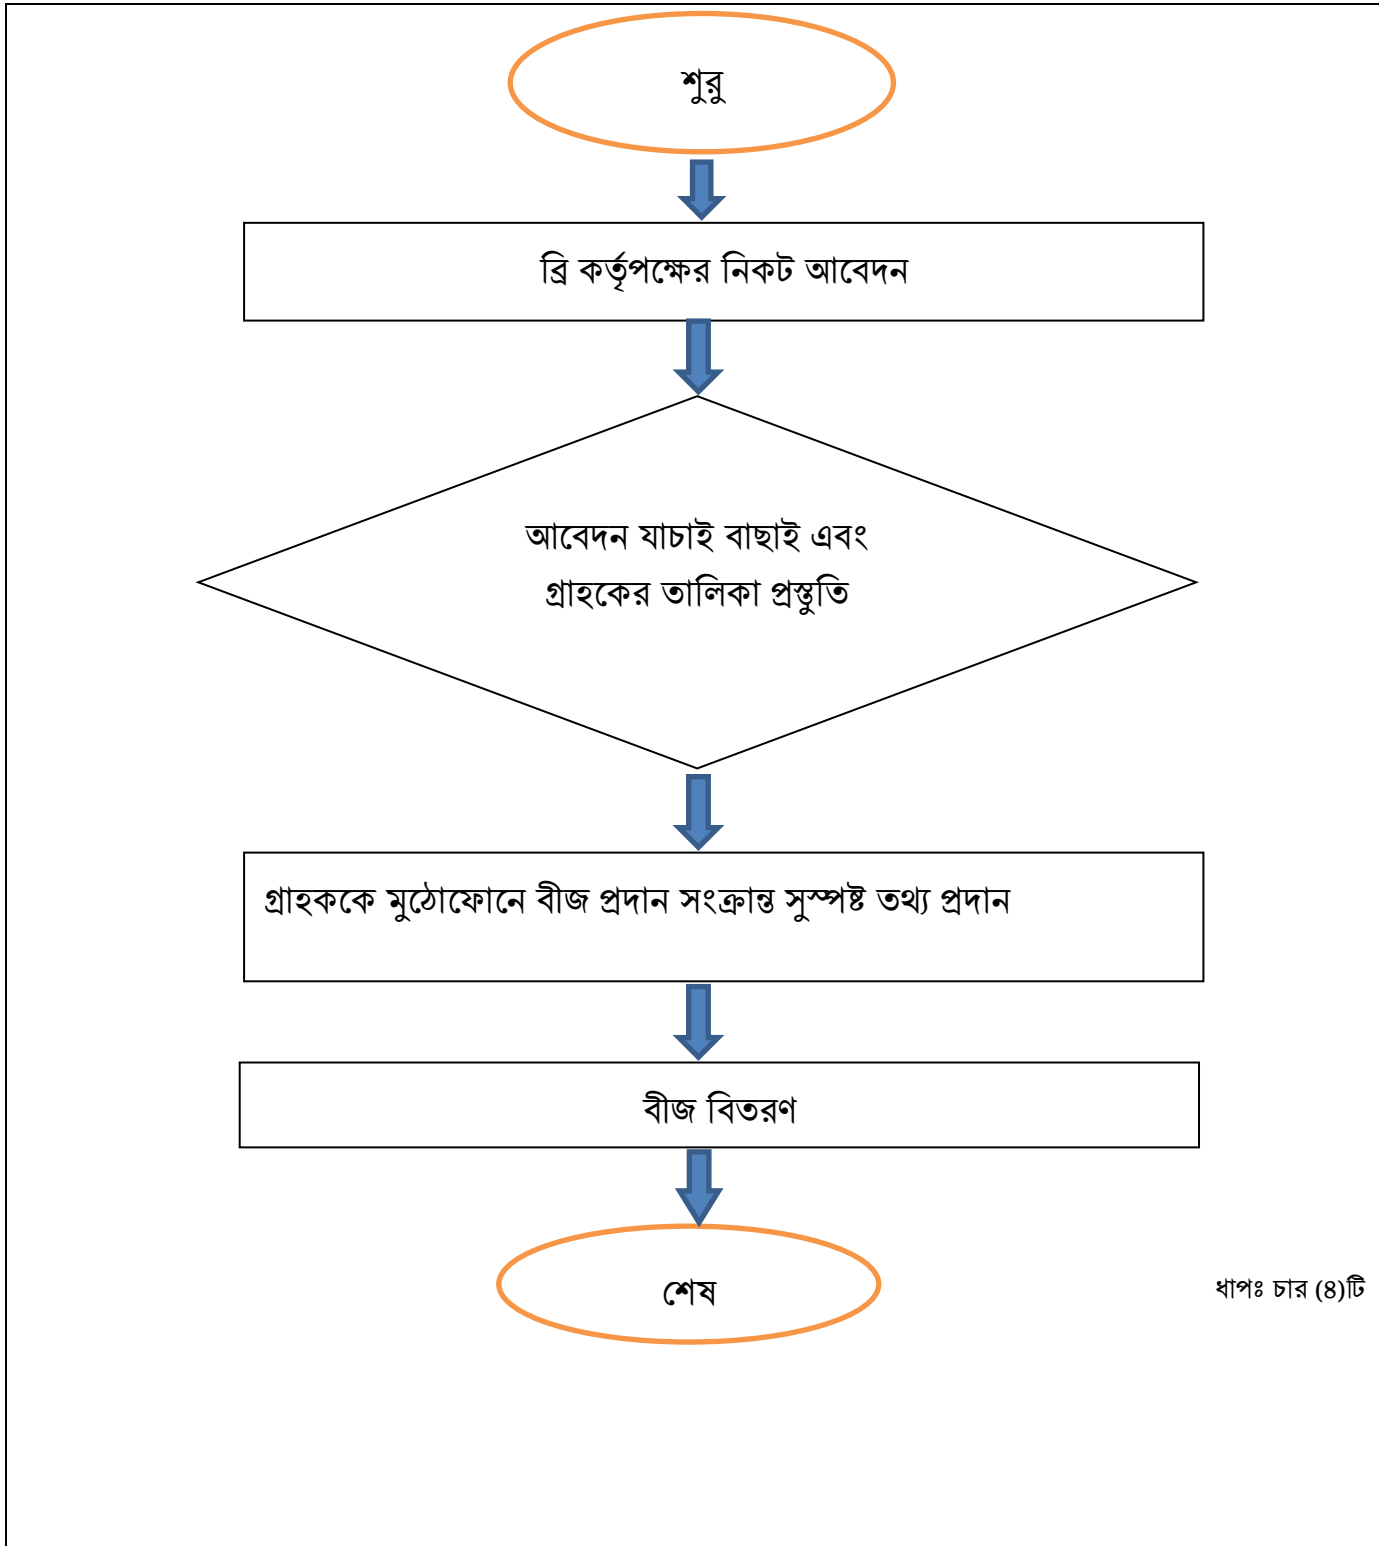 শুরু
ব্রি কর্তৃপক্ষের নিকট আবেদন
আবেদন যাচাই বাছাই এবং
গ্রাহকের তালিকা প্রস্তুতি
গ্রাহককে মুঠোফোনে বীজ প্রদান সংক্রান্ত সুস্পষ্ট তথ্য প্রদান
বীজ বিতরণ
শেষ
ধাপঃ চার (৪)টি